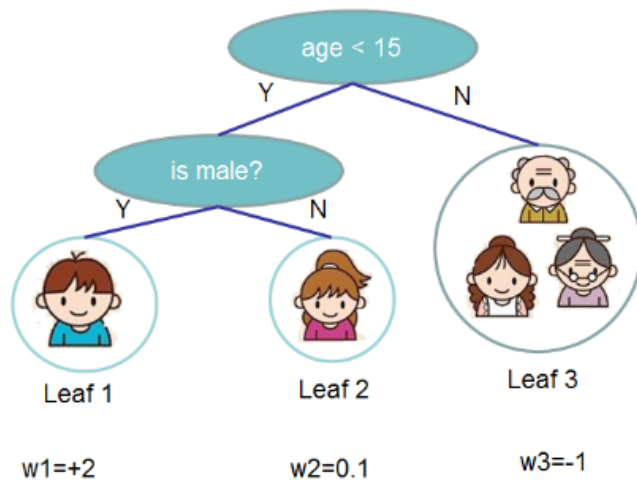 age < 15
Y
N
is male?
Y
N
Leaf 1
Leaf 2
Leaf 3
w1=+2
w2=0.1
w3=-1